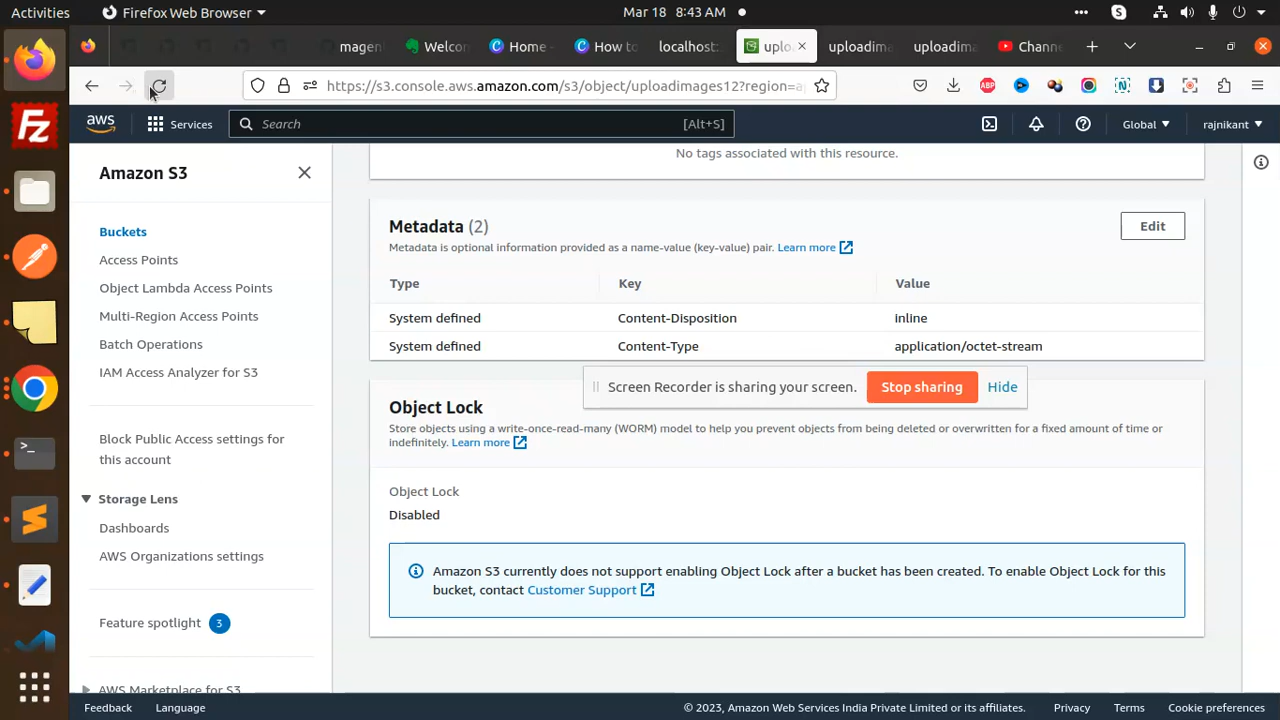 Activities
Firefox Web Browser
Mar 18 8:43 AM
magen
Welcon
Home -
How to
localhost:
uplo
uploadima
uploadima
Chann
https://s3.console.aws.amazon.com/s3/object/uploadimages12?region=a
aws
Services
Search
[Alt+S]
Global
rajnikant
Amazon S3
No tags associated with this resource.
Buckets
Access Points
Object Lambda Access Points
Multi-Region Access Points
Batch Operations
IAM Access Analyzer for S3
Block Public Access settings for
this account
Storage Lens
Dashboards
AWS Organizations settings
Feature spotlight 3
AWS Marketplace for S3
Metadata (2)
Edit
Metadata is optional information provided as a name-value (key-value) pair. Learn more
Type Key Value
System defined Content-Disposition inline
System defined Content-Type application/octet-stream
Screen Recorder is sharing your screen. Stop sharing Hide
Object Lock
Store objects using a write-once-read-many (WORM) model to help you prevent objects from being deleted or overwritten for a fixed amount of time or
indefinitely. Learn more
Object Lock
Disabled
Amazon S3 currently does not support enabling Object Lock after a bucket has been created. To enable Object Lock for this
bucket, contact Customer Support
Feedback Language © 2023, Amazon Web Services India Private Limited or its affiliates. Privacy Terms Cookie preferences